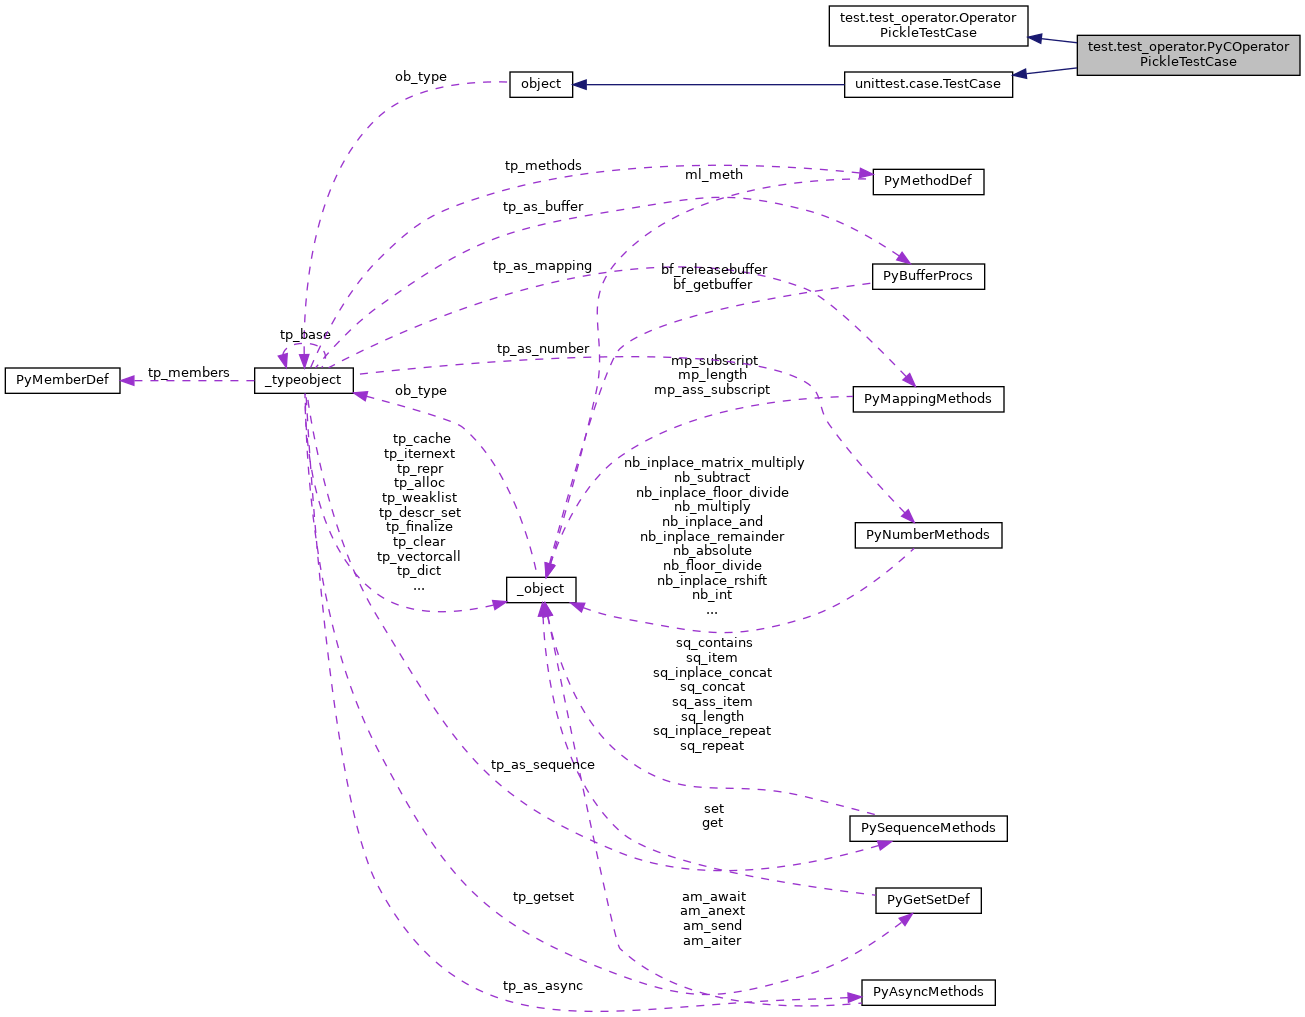 test.test_operator.Operator
PickleTestCase
test.test_operator.PyCOperator
PickleTestCase
ob_type
object
unittest.case.TestCase
tp_methods
ml_meth
PyMethodDef
tp_as_buffer
tp_as_mapping
bf_releasebuffer
bf_getbuffer
PyBufferProcs
tp_base
tp_as_number
PyMemberDef
tp_members
_typeobject
ob_type
mp_subscript
mp_length
mp_ass_subscript
PyMappingMethods
tp_cache
tp_iternext
tp_repr
tp_alloc
tp_weaklist
tp_descr_set
tp_finalize
tp_clear
tp_vectorcall
tp_dict
...
nb_inplace_matrix_multiply
nb_subtract
nb_inplace_floor_divide
nb_multiply
nb_inplace_and
nb_inplace_remainder
nb_absolute
nb_floor_divide
nb_inplace_rshift
nb_int
...
PyNumberMethods
_object
sq_contains
sq_item
sq_inplace_concat
sq_concat
sq_ass_item
sq_length
sq_inplace_repeat
sq_repeat
tp_as_sequence
set
get
PySequenceMethods
tp_getset
am_await
am_anext
am_send
am_aiter
PyGetSetDef
tp_as_async
PyAsyncMethods